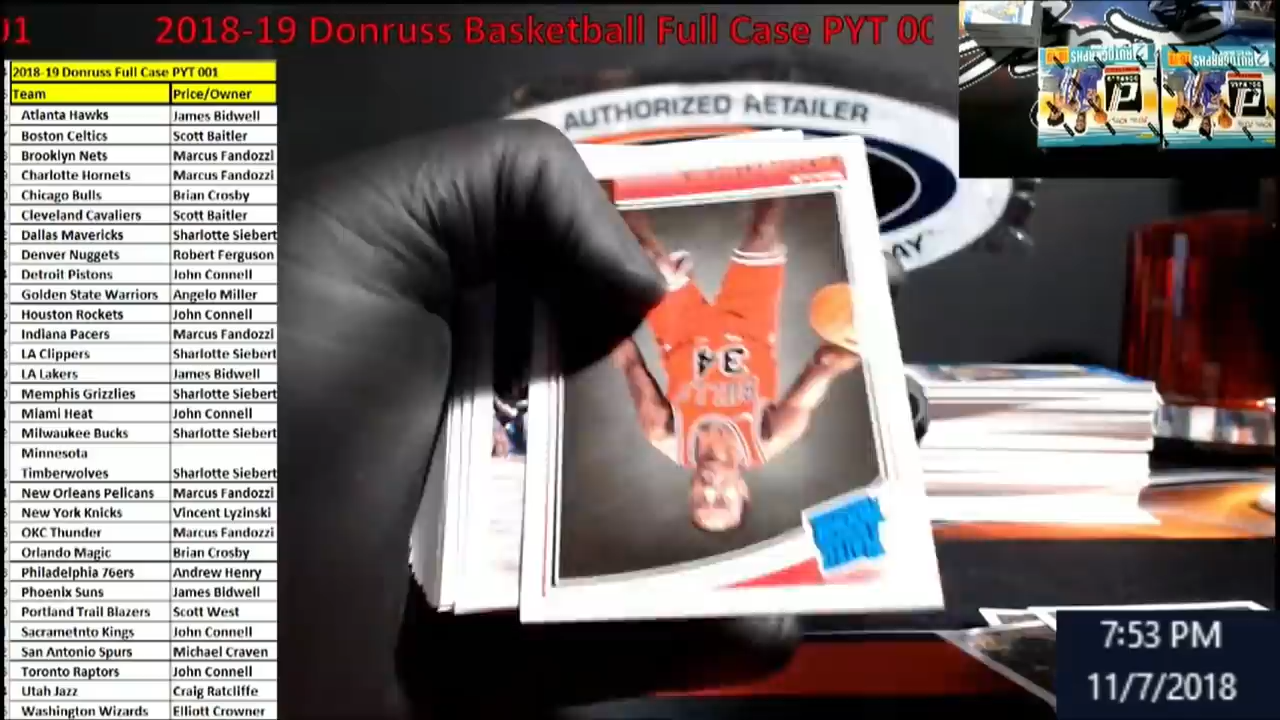 01 2018-19 Donruss Basketball Full Case PYT 00
2018-19 Donruss Full Case PYT 001
Team Price/Owner
Atlanta Hawks James Bidwell
Boston Celtics Scott Baitler
Brooklyn Nets Marcus Fandozzi
Charlotte Hornets Marcus Fandozzi
Chicago Bulls Brian Crosby
Cleveland Cavaliers Scott Baitler
Dallas Mavericks Sharlotte Siebert
Denver Nuggets Robert Ferguson
Detroit Pistons John Connell
Golden State Warriors Angelo Miller
Houston Rockets John Connell
Indiana Pacers Marcus Fandozzi
LA Clippers Sharlotte Siebert
LA Lakers James Bidwell
Memphis Grizzlies Sharlotte Siebert
Miami Heat John Connell
Milwaukee Bucks Sharlotte Siebert
Minnesota
Timberwolves Sharlotte Siebert
New Orleans Pelicans Marcus Fandozzi
New York Knicks Vincent Lyzinski
OKC Thunder Marcus Fandozzi
Orlando Magic Brian Crosby
Philadelphia 76ers Andrew Henry
Phoenix Suns James Bidwell
Portland Trail Blazers Scott West
Sacrametnto Kings John Connell
San Antonio Spurs Michael Craven
Toronto Raptors John Connell
Utah Jazz Craig Ratcliffe
Washington Wizards Elliott Crowner
AUTHORIZED RETAILER
BULLS
34
AUTOGRAPHS
AUTOGRAPHS
7:53 PM
11/7/2018